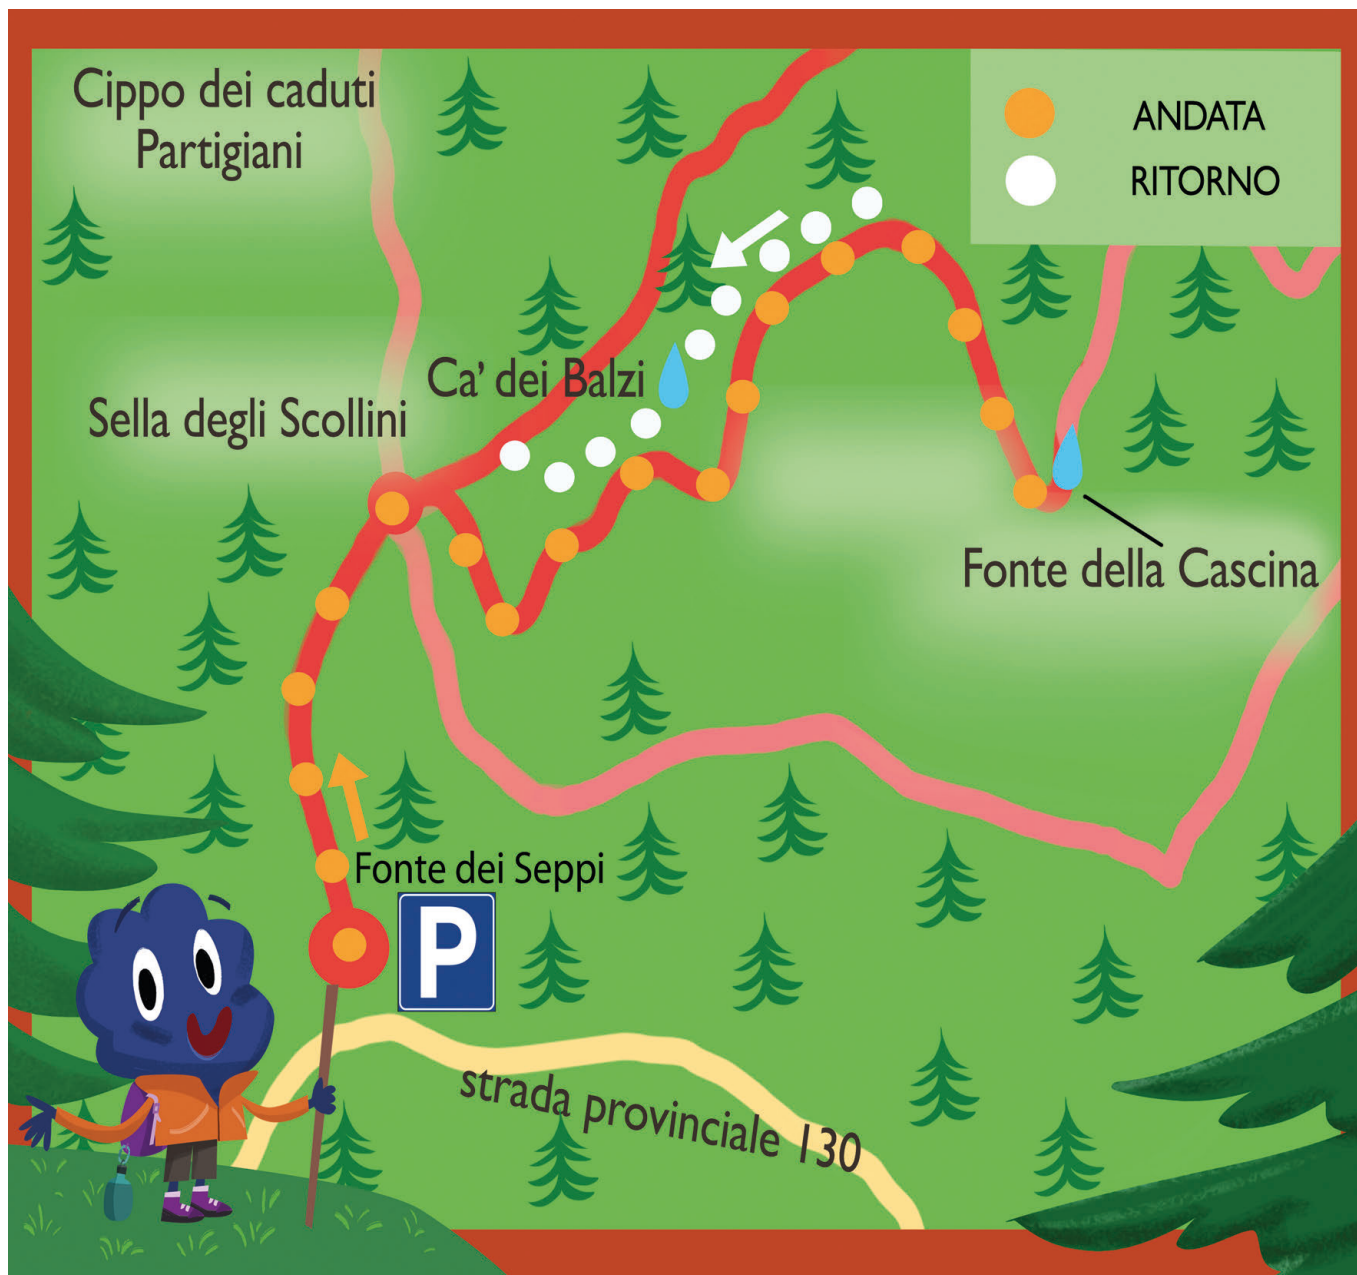 Cippo dei caduti
Partigiani
ANDATA
RITORNO
Ca' dei Balzi
Sella degli Scollini
Fonte della Cascina
Fonte dei Seppi
P
strada provinciale 130